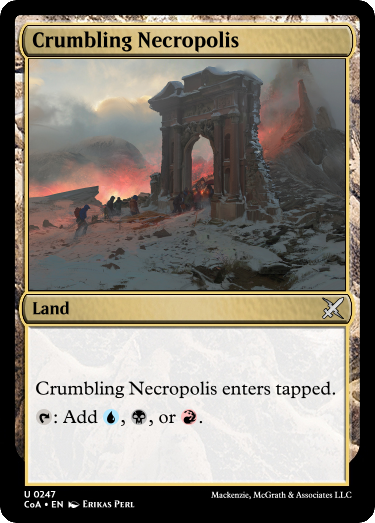 Crumbling Necropolis
Land
Crumbling Necropolis enters tapped.
: Add , , or .
U 0247
CoA • EN Erikas Perl
Mackenzie, McGrath & Associates LLC